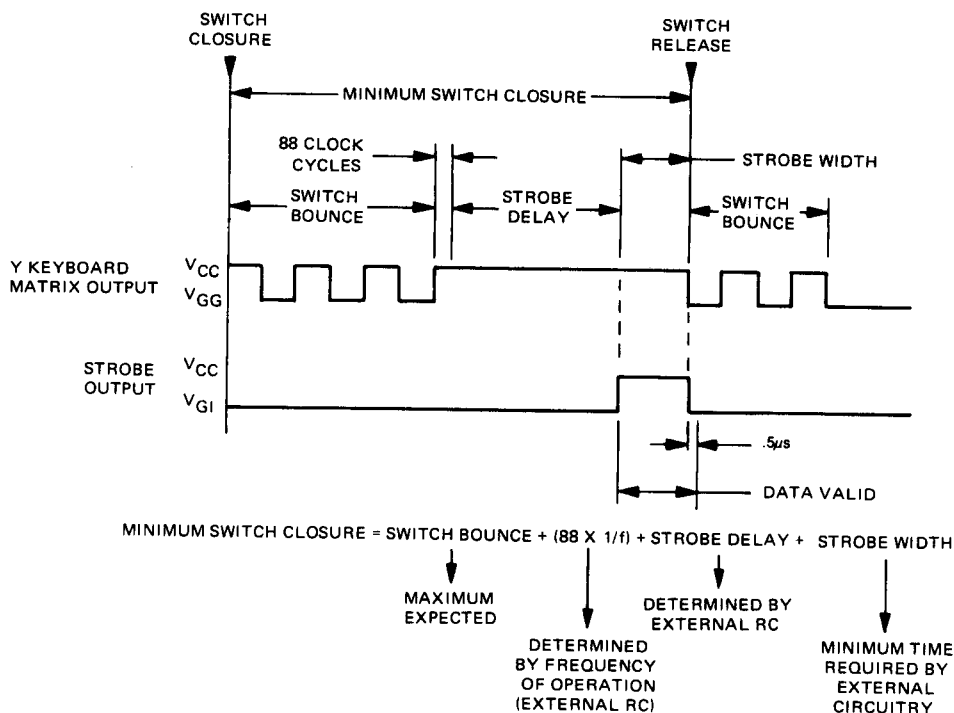 SWITCH
CLOSURE
SWITCH
RELEASE
MINIMUM SWITCH CLOSURE
88 CLOCK
CYCLES
STROBE WIDTH
SWITCH
BOUNCE
STROBE
DELAY
SWITCH
BOUNCE
Y KEYBOARD
MATRIX OUTPUT
VCC
VGG
STROBE
OUTPUT
VCC
VGI
.5μs
DATA VALID
MINIMUM SWITCH CLOSURE = SWITCH BOUNCE + (88 X 1/f) + STROBE DELAY + STROBE WIDTH
MAXIMUM
EXPECTED
DETERMINED
BY FREQUENCY
OF OPERATION
(EXTERNAL RC)
DETERMINED BY
EXTERNAL RC
MINIMUM TIME
REQUIRED BY
EXTERNAL
CIRCUITRY